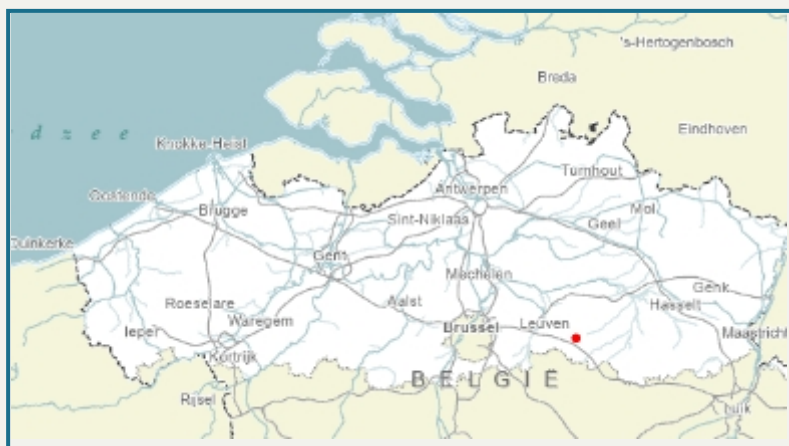 's-Hertogenbosch
Breda
Eindhoven
d z e e
Knokke-Heist
Turnhout
Antwerpen
Oostende
Brugge
Sint-Niklaas
Mol
Geel
Duinkerke
Gent
Mechelen
Genk
Roeselare
Aalst
Hasselt
Ieper
Waregem
Brussel
Leuven
Maastricht
Kortrijk
BELGIË
Rijsel
Luik